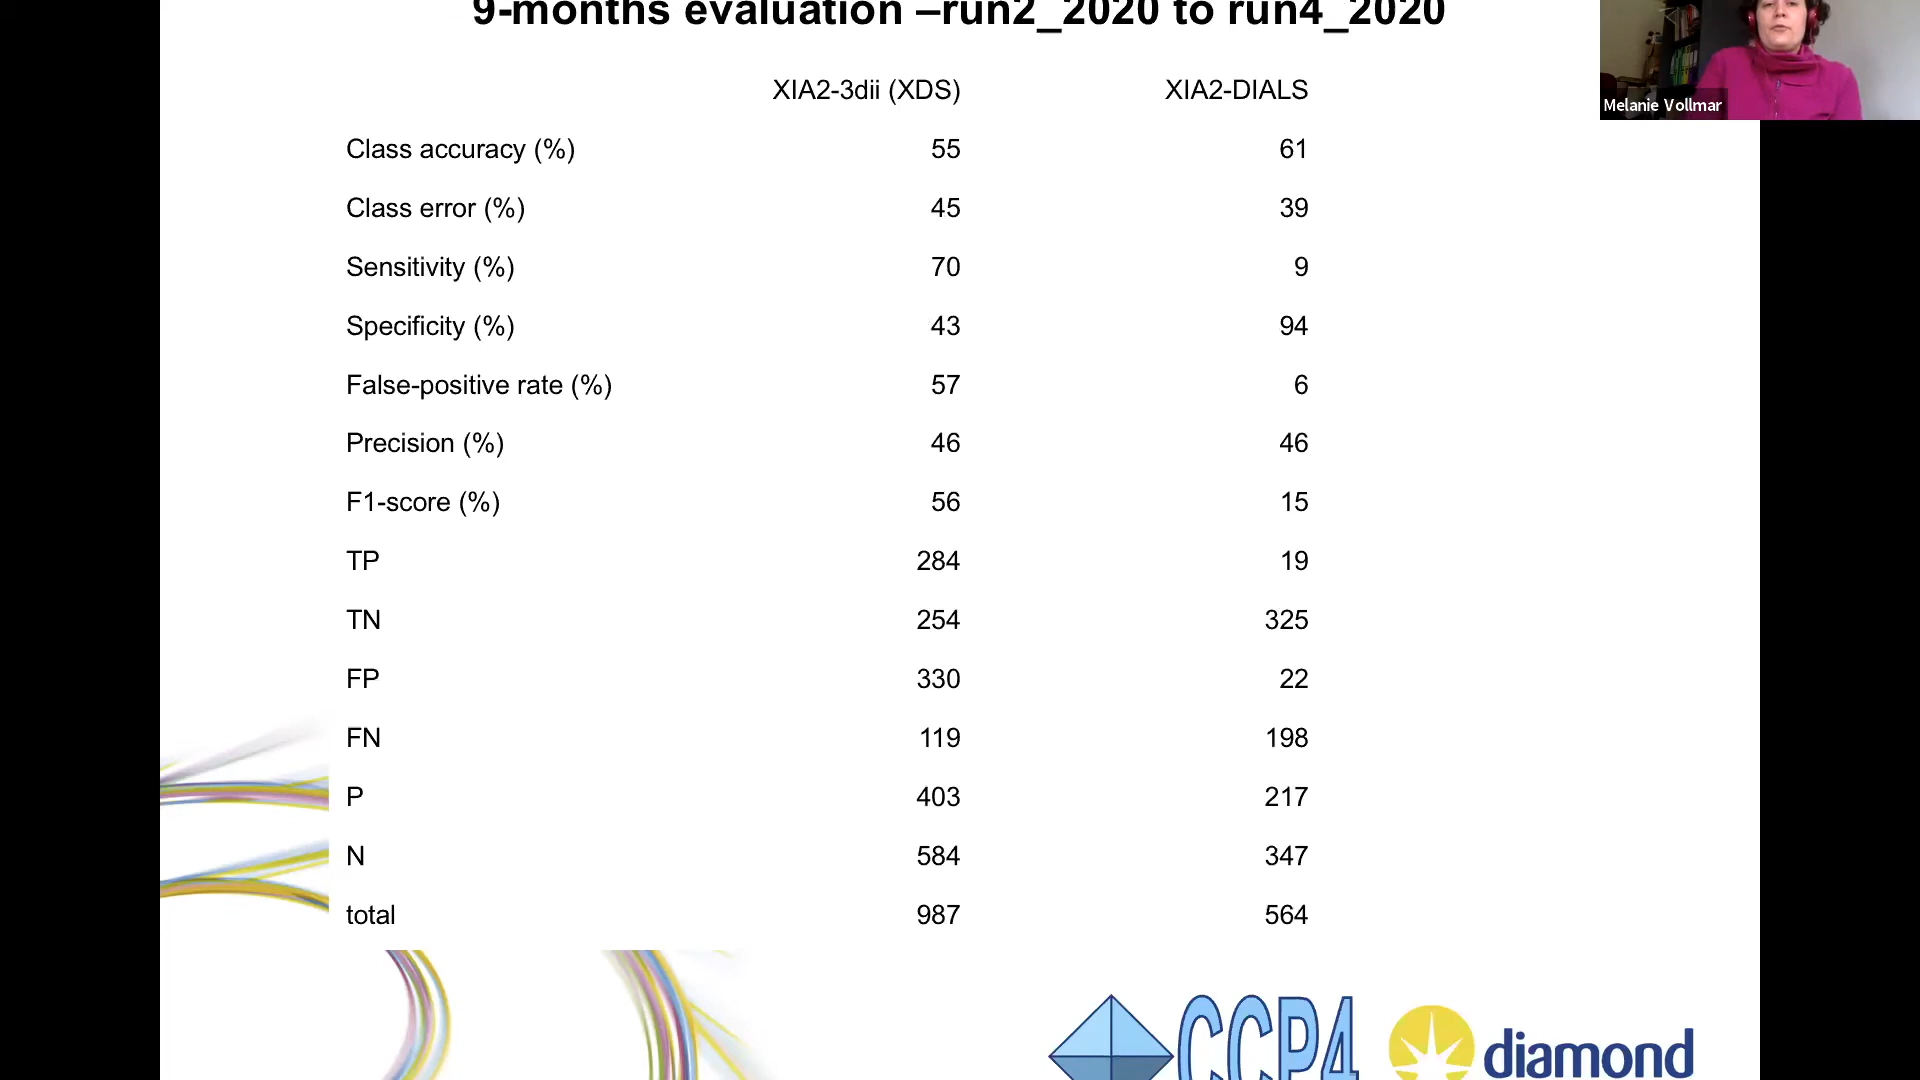 9-months evaluation –run2_2020 to run4_2020
Melanie Vollmar
XIA2-3dii (XDS) XIA2-DIALS
Class accuracy (%) 55 61
Class error (%) 45 39
Sensitivity (%) 70 9
Specificity (%) 43 94
False-positive rate (%) 57 6
Precision (%) 46 46
F1-score (%) 56 15
TP 284 19
TN 254 325
FP 330 22
FN 119 198
P 403 217
N 584 347
total 987 564
CCP4 diamond